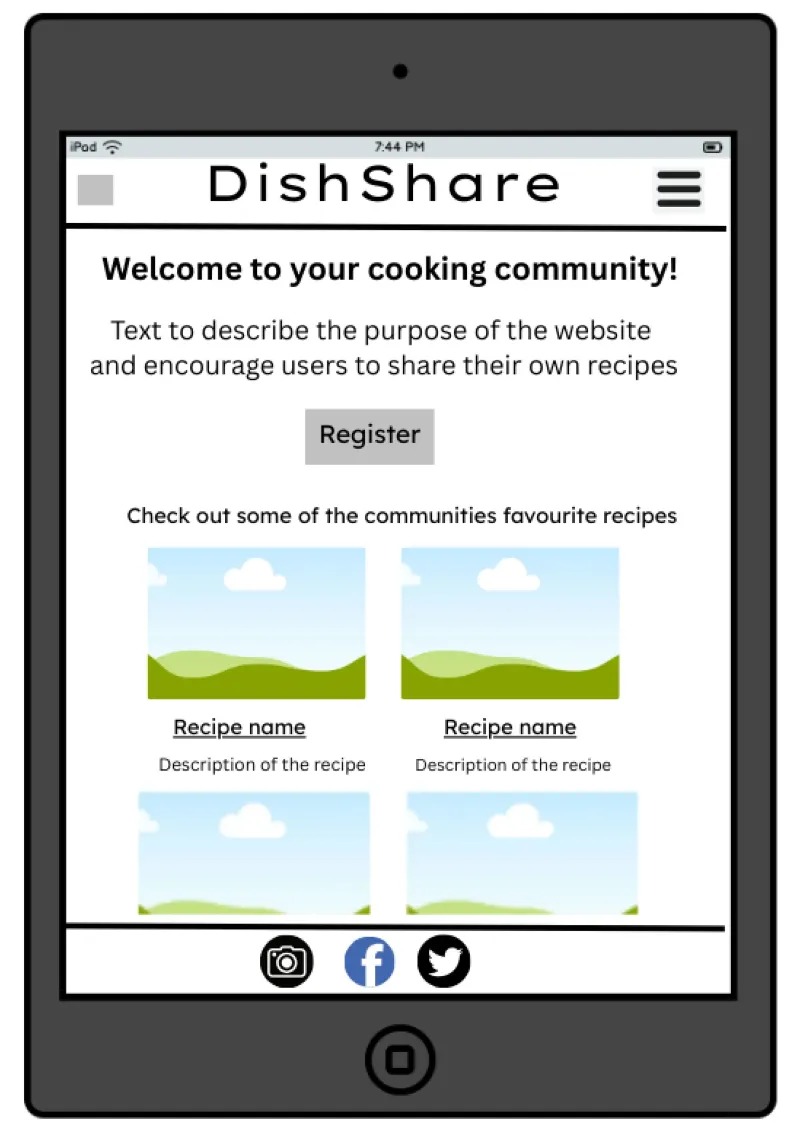 iPad 7:44 PM
DishShare
Welcome to your cooking community!
Text to describe the purpose of the website
and encourage users to share their own recipes
Register
Check out some of the communities favourite recipes
Recipe name Recipe name
Description of the recipe Description of the recipe